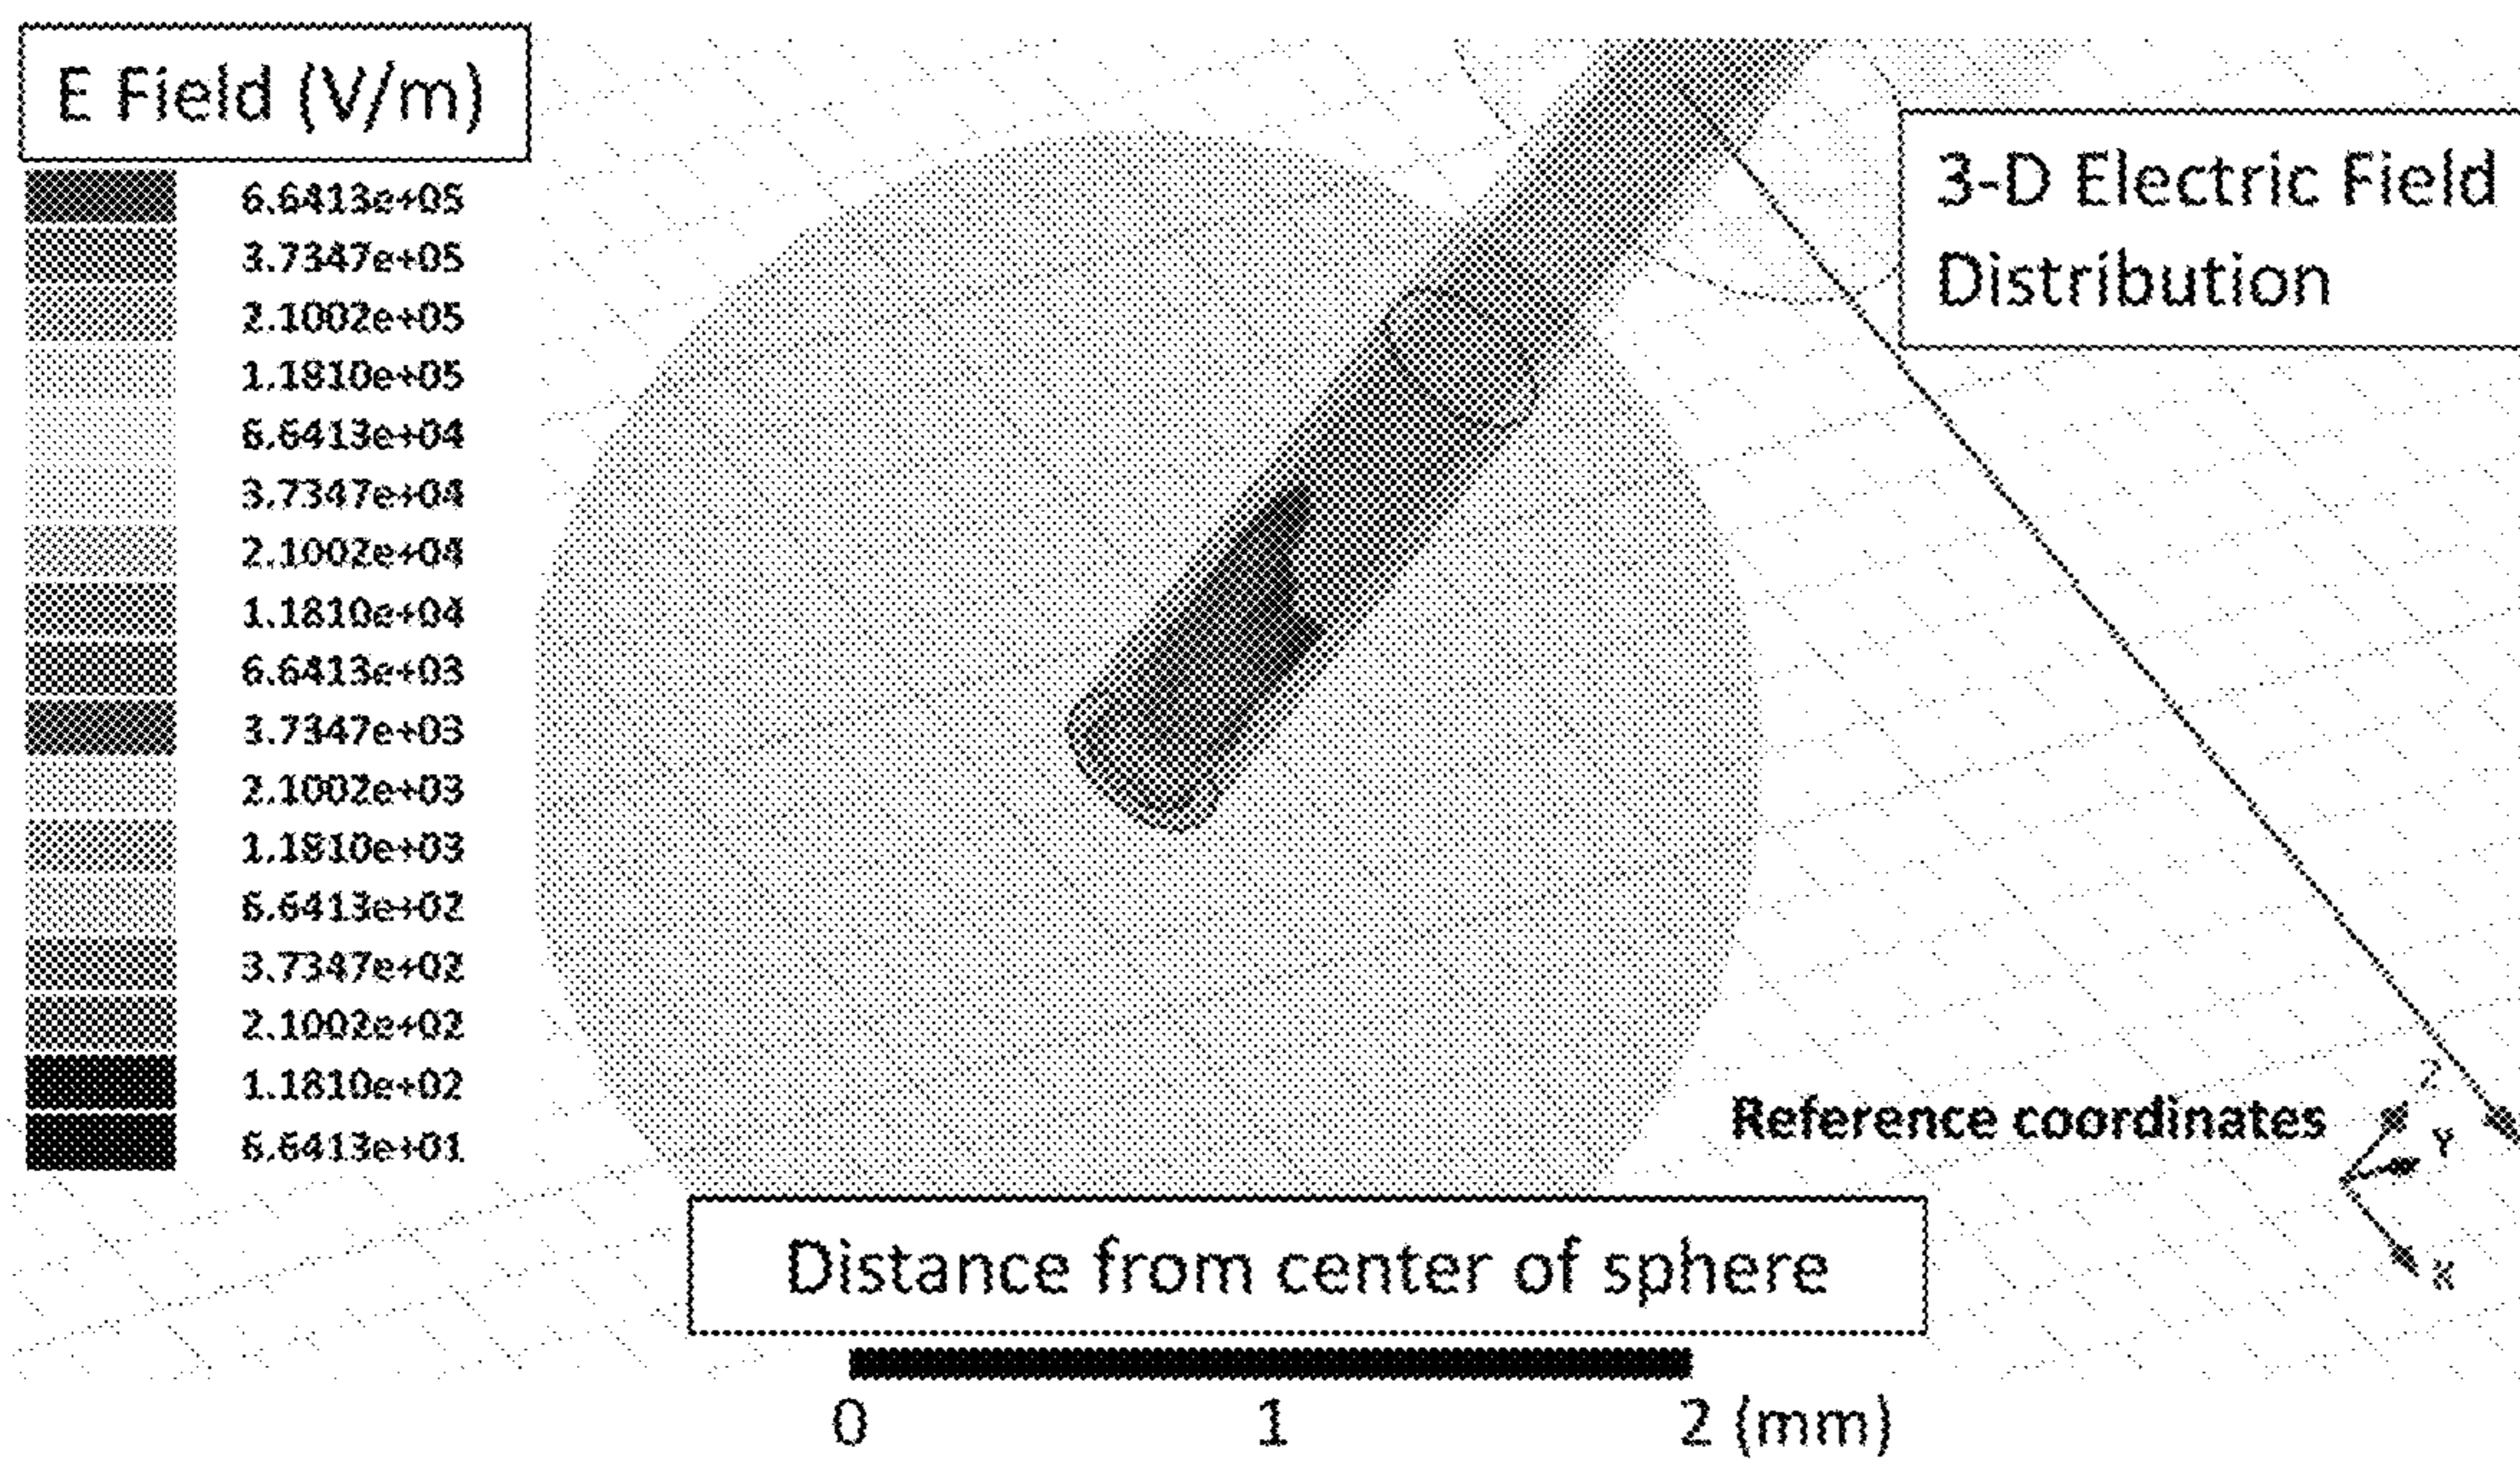 E Field (V/m)
6.6413e+05
3.7347e+05
2.1002e+05
1.1810e+05
6.6413e+04
3.7347e+04
2.1002e+04
1.1810e+04
6.6413e+03
3.7347e+03
2.1002e+03
1.1810e+03
6.6413e+02
3.7347e+02
2.1002e+02
1.1810e+02
6.6413e+01
3-D Electric Field
Distribution
Reference coordinates
Z
Y
X
Distance from center of sphere
0 1 2 (mm)